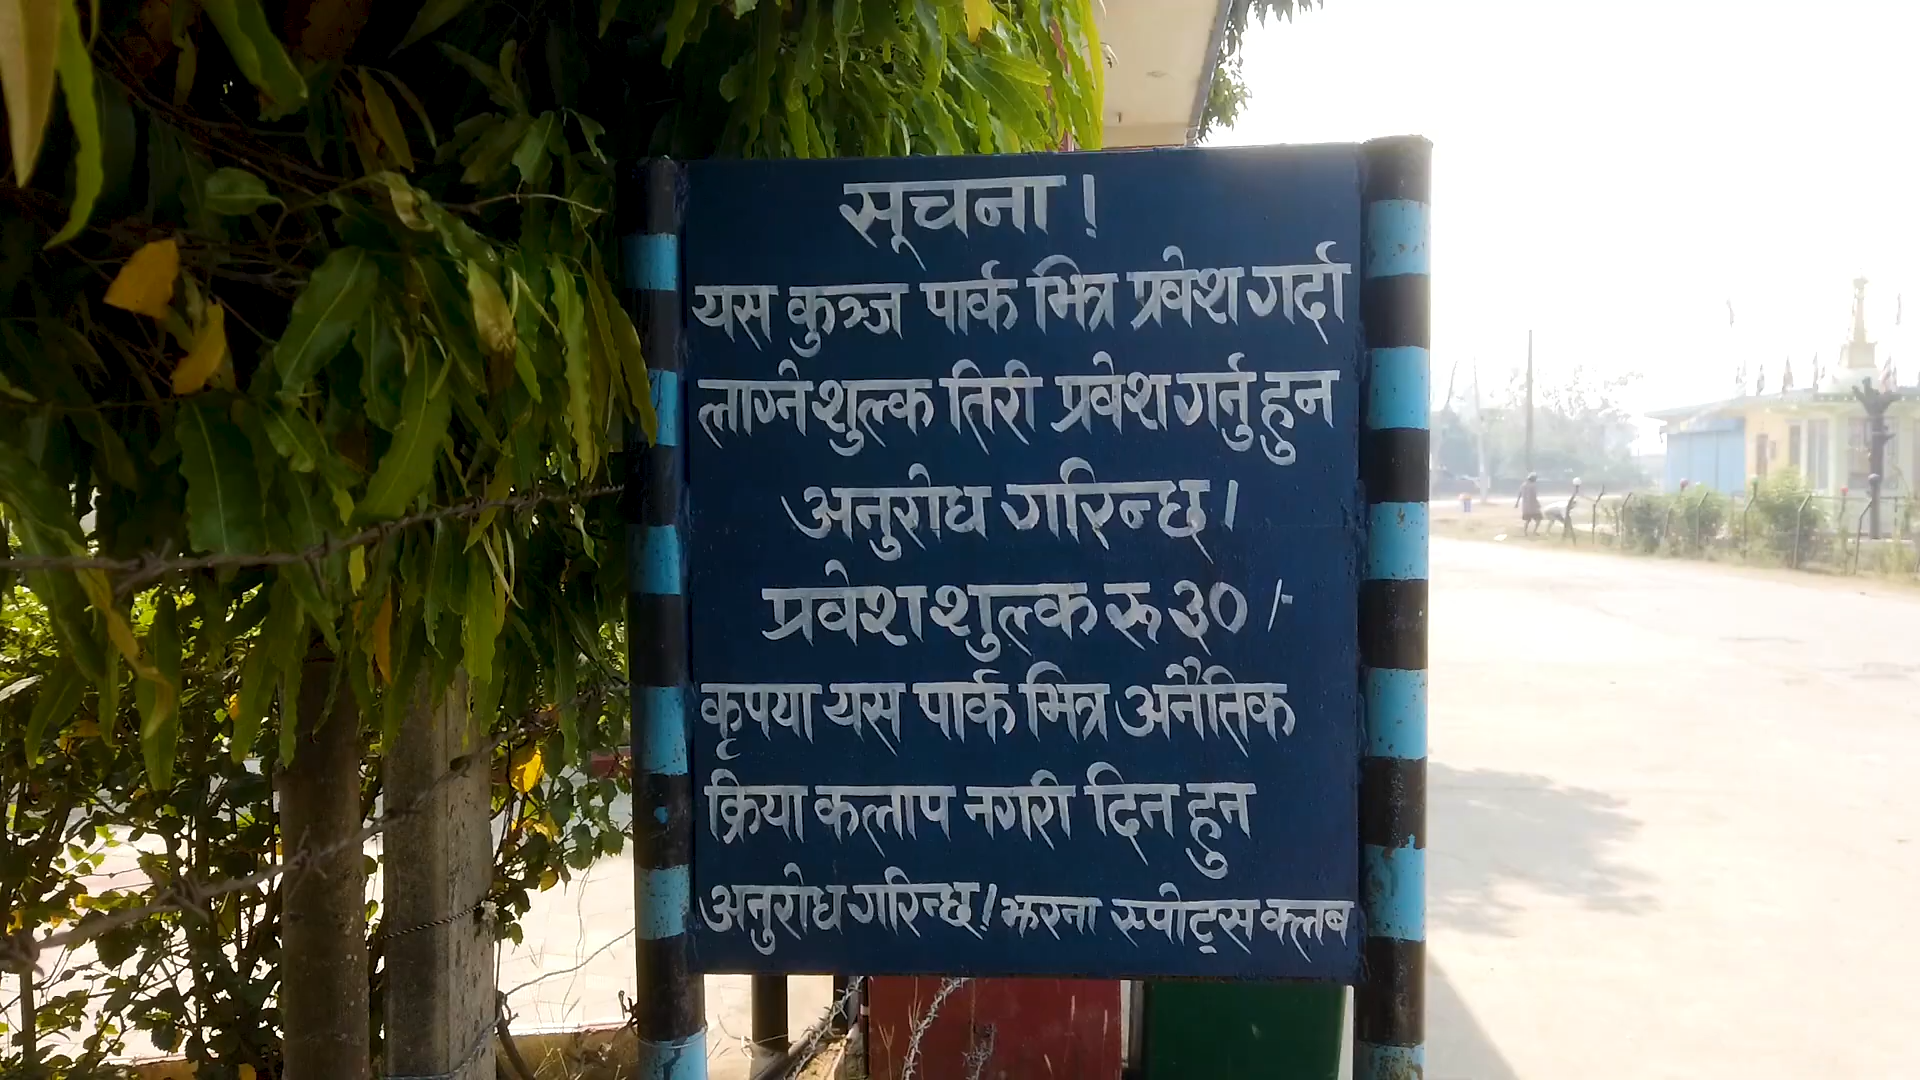 सूचना !
यस कुञ्ज पार्क भित्र प्रवेश गर्दा
लाग्ने शुल्क तिरी प्रवेश गर्नु हुन
अनुरोध गरिन्छ ।
प्रवेश शुल्क रू ३० /-
कृपया यस पार्क भित्र अनैतिक
क्रिया कलाप नगरी दिन हुन
अनुरोध गरिन्छ ! झरना स्पोर्ट्स क्लब